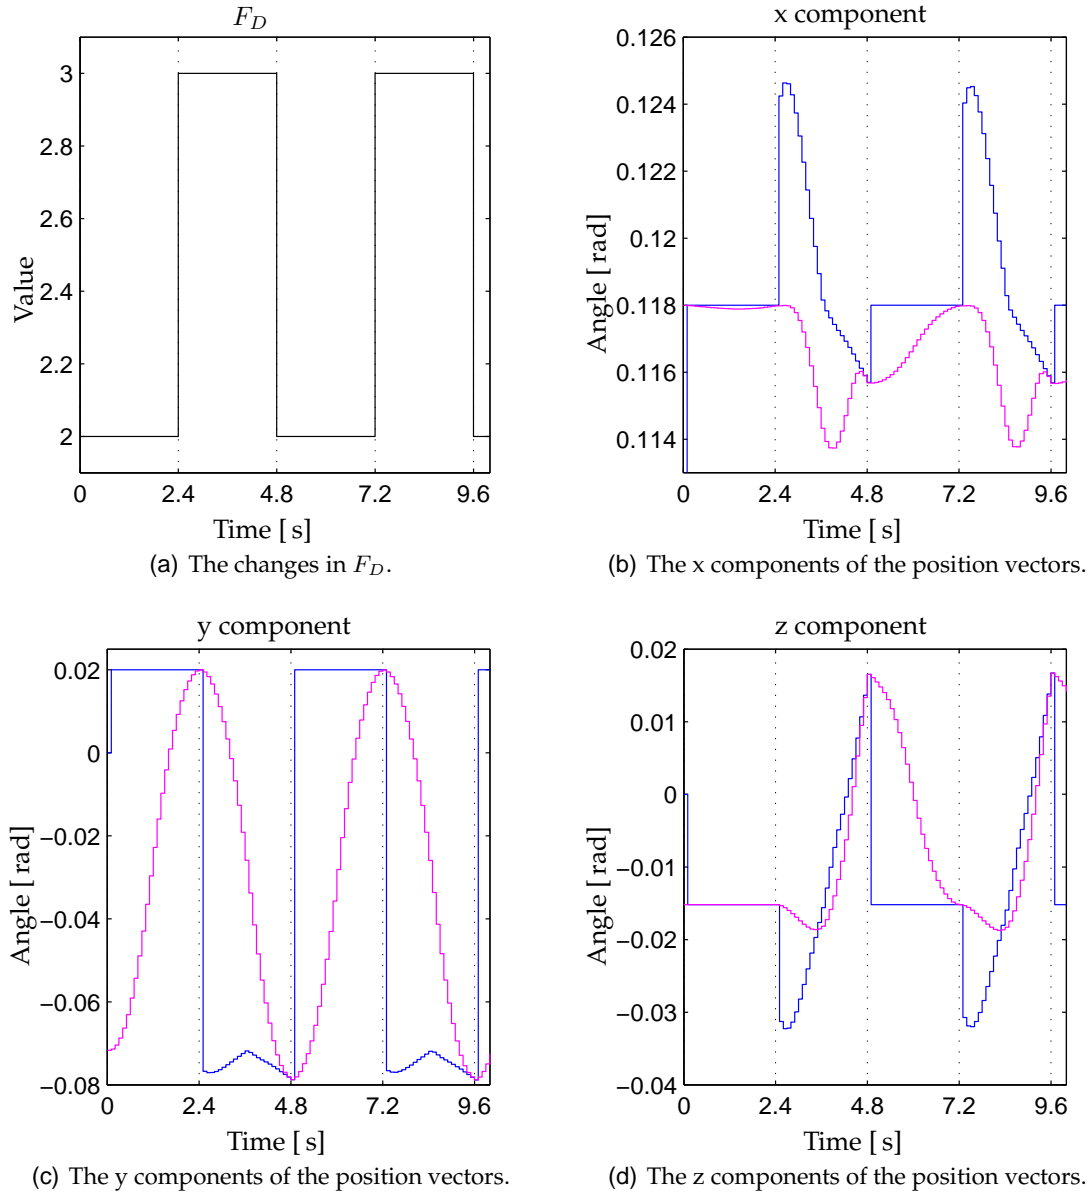 F_D
3
2.8
2.6
2.4
2.2
2
Value
0 2.4 4.8 7.2 9.6
Time [s]
(a) The changes in F_D.
x component
0.126
0.124
0.122
0.12
0.118
0.116
0.114
Angle [rad]
0 2.4 4.8 7.2 9.6
Time [s]
(b) The x components of the position vectors.
y component
0.02
0
−0.02
−0.04
−0.06
−0.08
Angle [rad]
0 2.4 4.8 7.2 9.6
Time [s]
(c) The y components of the position vectors.
z component
0.02
0.01
0
−0.01
−0.02
−0.03
−0.04
Angle [rad]
0 2.4 4.8 7.2 9.6
Time [s]
(d) The z components of the position vectors.